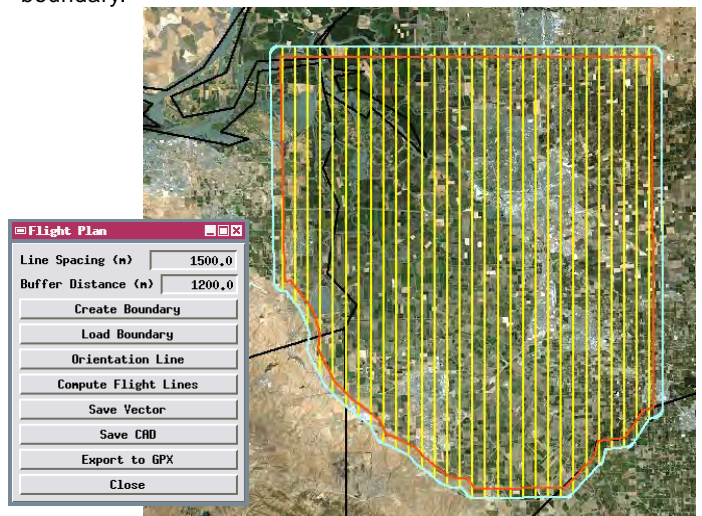 boundary.
Flight Plan
Line Spacing (m) 1500.0
Buffer Distance (m) 1200.0
Create Boundary
Load Boundary
Orientation Line
Compute Flight Lines
Save Vector
Save CAD
Export to GPX
Close